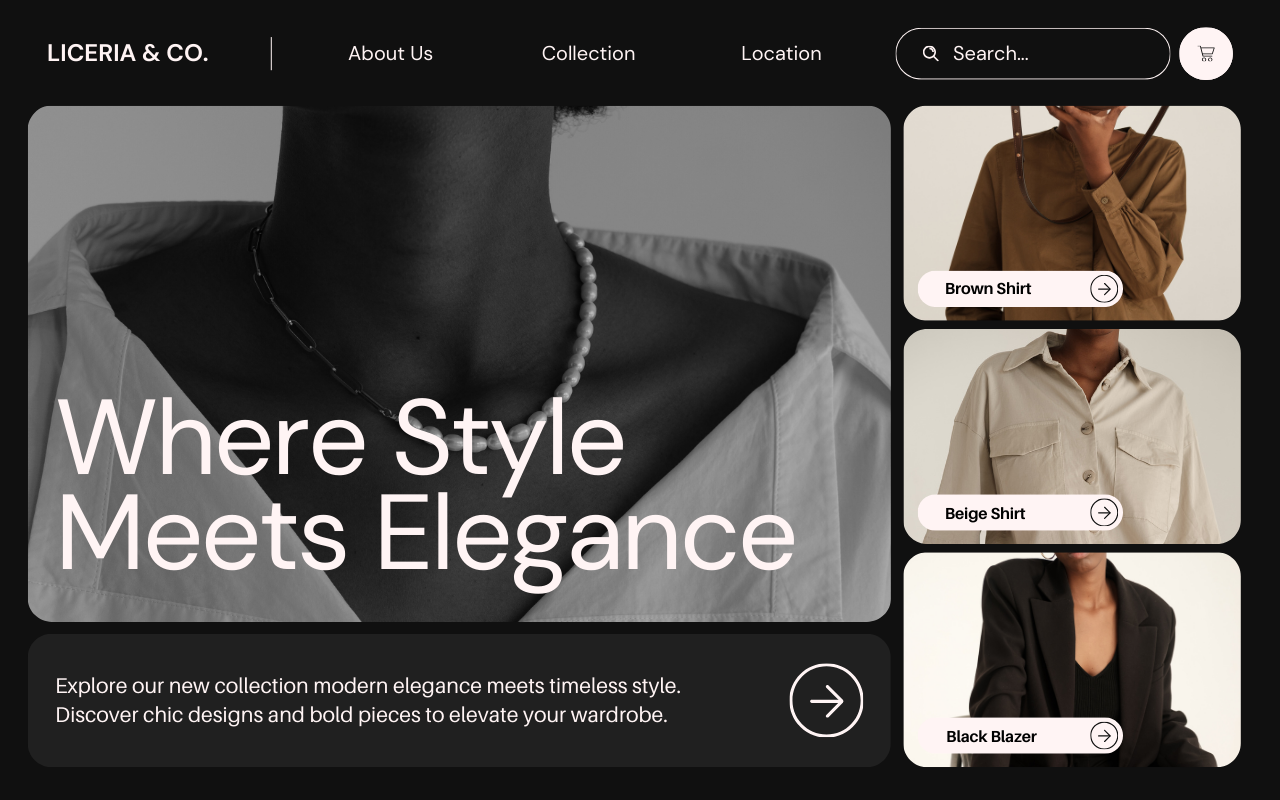 LICERIA & CO.
About Us
Collection
Location
Search...
Where Style
Meets Elegance
Explore our new collection modern elegance meets timeless style.
Discover chic designs and bold pieces to elevate your wardrobe.
Brown Shirt
Beige Shirt
Black Blazer